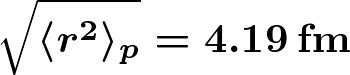 √⟨r²⟩ₚ = 4.19 fm